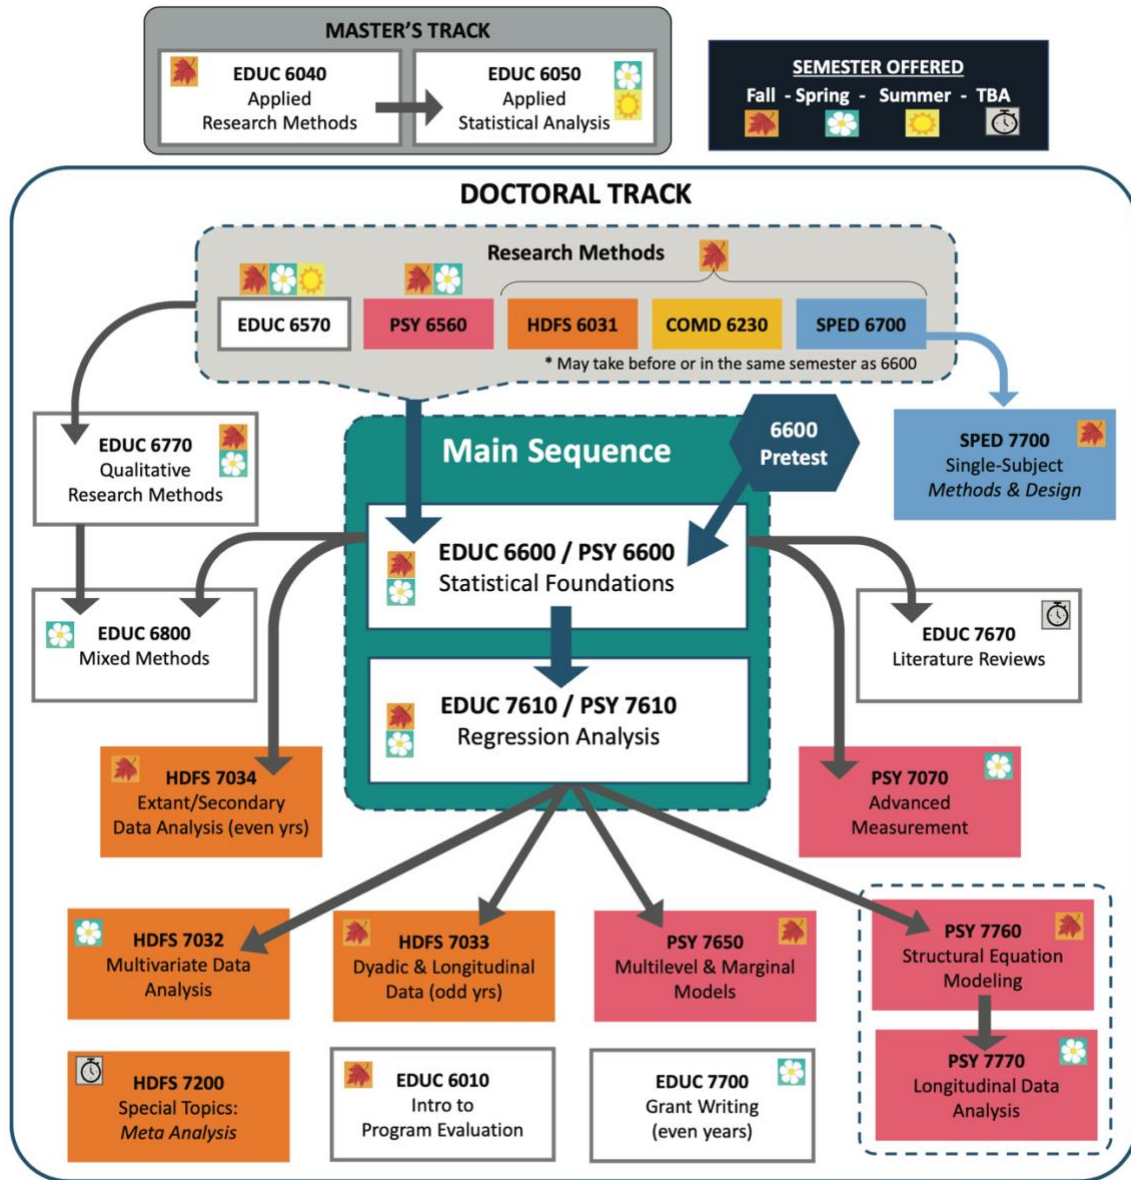 MASTER'S TRACK
EDUC 6040
Applied
Research Methods
EDUC 6050
Applied
Statistical Analysis
SEMESTER OFFERED
Fall - Spring - Summer - TBA
DOCTORAL TRACK
Research Methods
EDUC 6570
PSY 6560
HDFS 6031
COMD 6230
SPED 6700
* May take before or in the same semester as 6600
EDUC 6770
Qualitative
Research Methods
Main Sequence
6600
Pretest
SPED 7700
Single-Subject
Methods & Design
EDUC 6600 / PSY 6600
Statistical Foundations
EDUC 6800
Mixed Methods
EDUC 7670
Literature Reviews
EDUC 7610 / PSY 7610
Regression Analysis
HDFS 7034
Extant/Secondary
Data Analysis (even yrs)
PSY 7070
Advanced
Measurement
HDFS 7032
Multivariate Data
Analysis
HDFS 7033
Dyadic & Longitudinal
Data (odd yrs)
PSY 7650
Multilevel & Marginal
Models
PSY 7760
Structural Equation
Modeling
HDFS 7200
Special Topics:
Meta Analysis
EDUC 6010
Intro to
Program Evaluation
EDUC 7700
Grant Writing
(even years)
PSY 7770
Longitudinal Data
Analysis